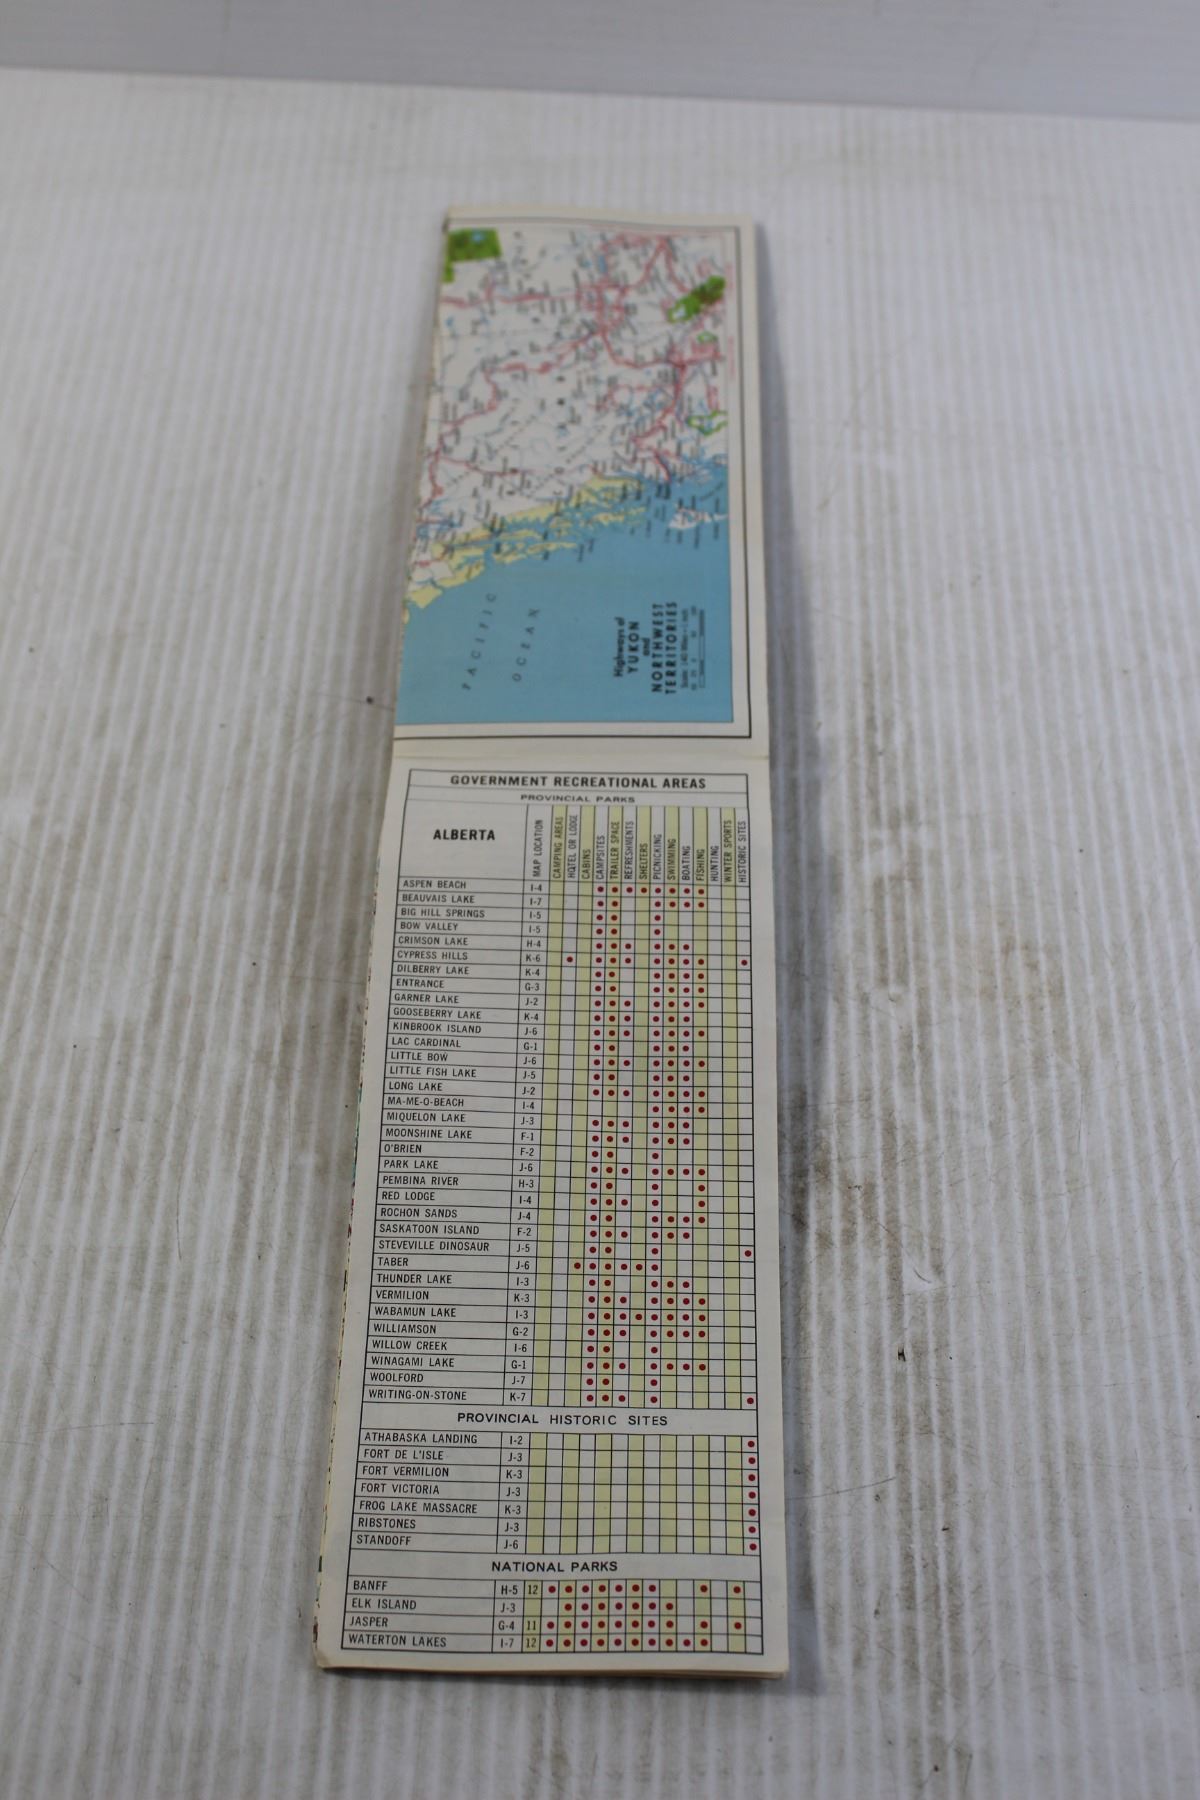 PACIFIC
OCEAN
Highways of
YUKON
and
NORTHWEST
TERRITORIES
GOVERNMENT RECREATIONAL AREAS
PROVINCIAL PARKS
ALBERTA
MAP LOCATION
CAMPING AREAS
HOTEL OR LODGE
CABINS
CAMPSITES
TRAILER SPACE
REFRESHMENTS
SHELTERS
PICNICKING
SWIMMING
BOATING
FISHING
HUNTING
WINTER SPORTS
HISTORIC SITES
ASPEN BEACH I-4
BEAUVAIS LAKE I-7
BIG HILL SPRINGS I-5
BOW VALLEY I-5
CRIMSON LAKE H-4
CYPRESS HILLS K-6
DILBERRY LAKE K-4
ENTRANCE G-3
GARNER LAKE J-2
GOOSEBERRY LAKE K-4
KINBROOK ISLAND J-6
LAC CARDINAL G-1
LITTLE BOW J-6
LITTLE FISH LAKE J-5
LONG LAKE J-2
MA-ME-O-BEACH I-4
MIQUELON LAKE J-3
MOONSHINE LAKE F-1
O'BRIEN F-2
PARK LAKE J-6
PEMBINA RIVER H-3
RED LODGE I-4
ROCHON SANDS J-4
SASKATOON ISLAND F-2
STEVEVILLE DINOSAUR J-5
TABER J-6
THUNDER LAKE I-3
VERMILION K-3
WABAMUN LAKE I-3
WILLIAMSON G-2
WILLOW CREEK I-6
WINAGAMI LAKE G-1
WOOLFORD J-7
WRITING-ON-STONE K-7
PROVINCIAL HISTORIC SITES
ATHABASKA LANDING I-2
FORT DE L'ISLE J-3
FORT VERMILION K-3
FORT VICTORIA J-3
FROG LAKE MASSACRE K-3
RIBSTONES J-3
STANDOFF J-6
NATIONAL PARKS
BANFF H-5 12
ELK ISLAND J-3
JASPER G-4 11
WATERTON LAKES I-7 12